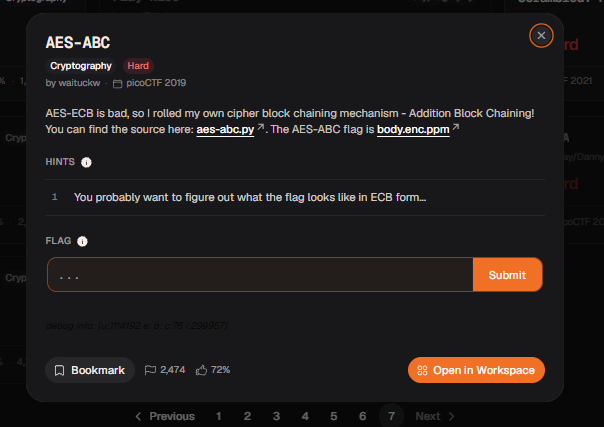 AES-ABC
Cryptography Hard
by waituckw · picoCTF 2019
AES-ECB is bad, so I rolled my own cipher block chaining mechanism - Addition Block Chaining!
You can find the source here: aes-abc.py. The AES-ABC flag is body.enc.ppm
HINTS
1 You probably want to figure out what the flag looks like in ECB form...
FLAG
...
Submit
Bookmark 2,474 72% Open in Workspace
Previous 1 2 3 4 5 6 7 Next